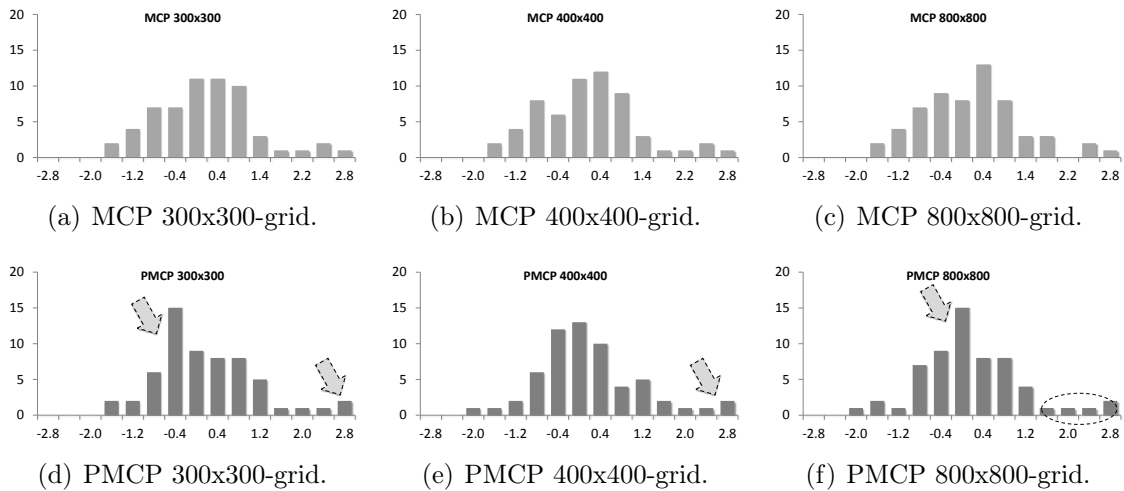 MCP 300x300
20
15
10
5
0
-2.8 -2.0 -1.2 -0.4 0.4 1.4 2.0 2.8
(a) MCP 300x300-grid.
MCP 400x400
20
15
10
5
0
-2.8 -2.0 -1.2 -0.4 0.4 1.4 2.0 2.8
(b) MCP 400x400-grid.
MCP 800x800
20
15
10
5
0
-2.8 -2.0 -1.2 -0.4 0.4 1.4 2.0 2.8
(c) MCP 800x800-grid.
PMCP 300x300
20
15
10
5
0
-2.8 -2.0 -1.2 -0.4 0.4 1.2 2.0 2.8
(d) PMCP 300x300-grid.
PMCP 400x400
20
15
10
5
0
-2.8 -2.0 -1.2 -0.4 0.4 1.2 2.0 2.8
(e) PMCP 400x400-grid.
PMCP 800x800
20
15
10
5
0
-2.8 -2.0 -1.2 -0.4 0.4 1.2 2.0 2.8
(f) PMCP 800x800-grid.